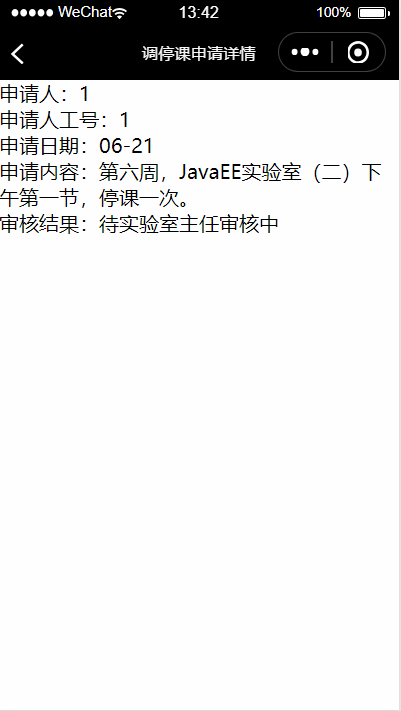 WeChat 13:42 100%
调停课申请详情
申请人：1
申请人工号：1
申请日期：06-21
申请内容：第六周，JavaEE实验室（二）下
午第一节，停课一次。
审核结果：待实验室主任审核中